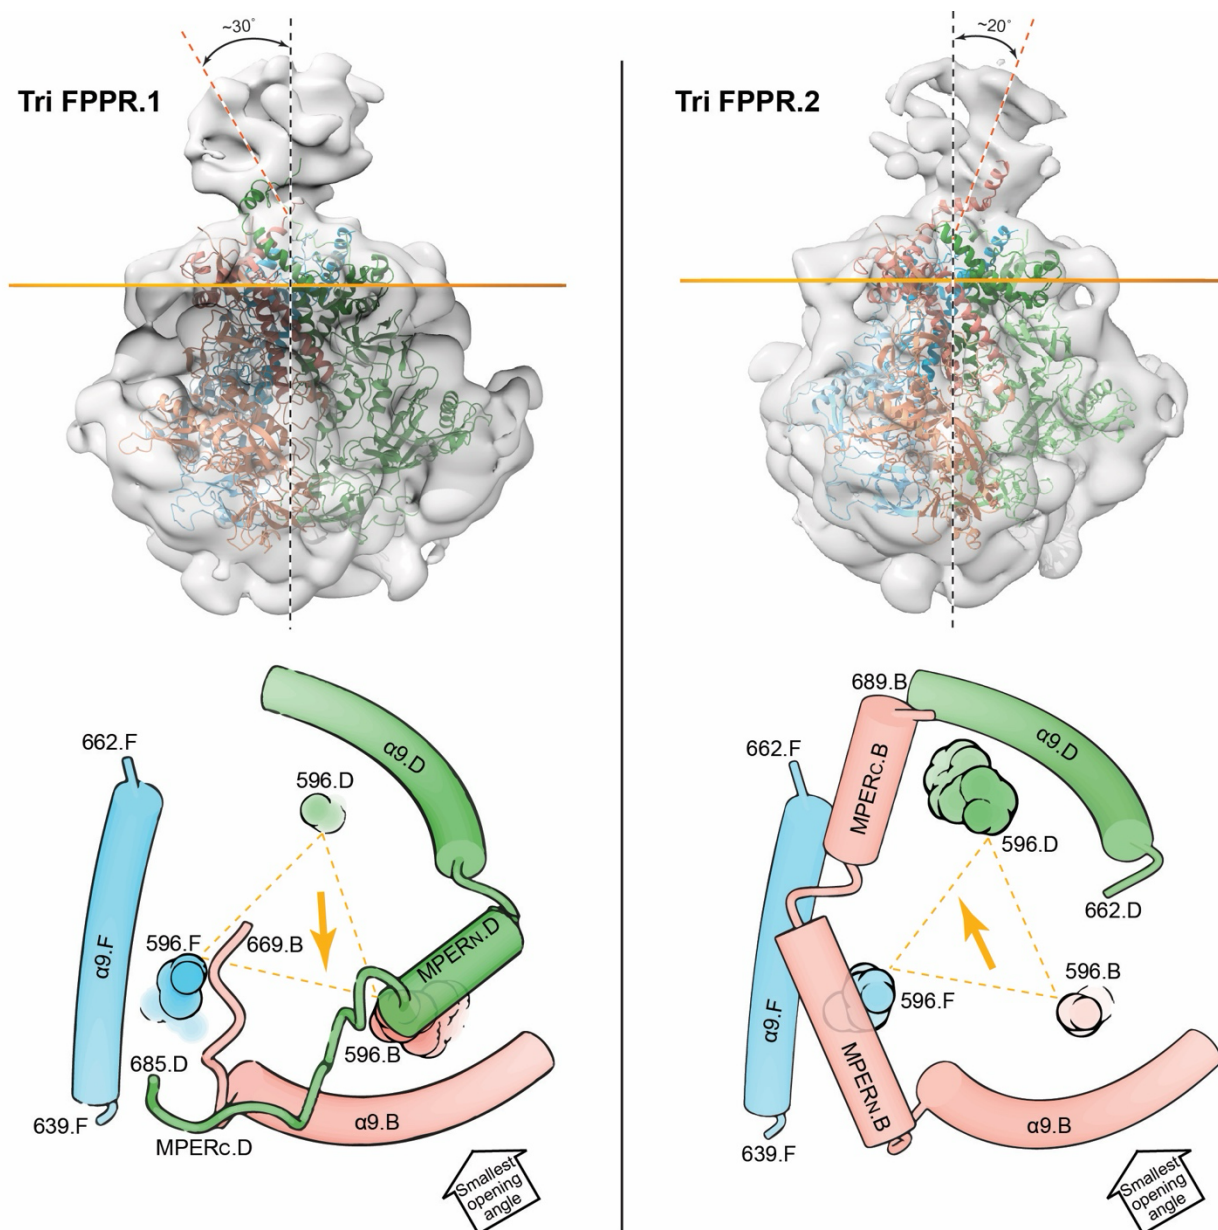 ~30°
Tri FPPR.1
~20°
Tri FPPR.2
662.F
α9.D
596.D
α9.F
596.F
669.B
MPERN.D
596.B
685.D
α9.B
639.F
MPERC.D
Smallest
opening
angle
689.B
662.F
α9.D
MPERC.B
596.D
662.D
α9.F
596.F
596.B
MPERN.B
α9.B
639.F
Smallest
opening
angle